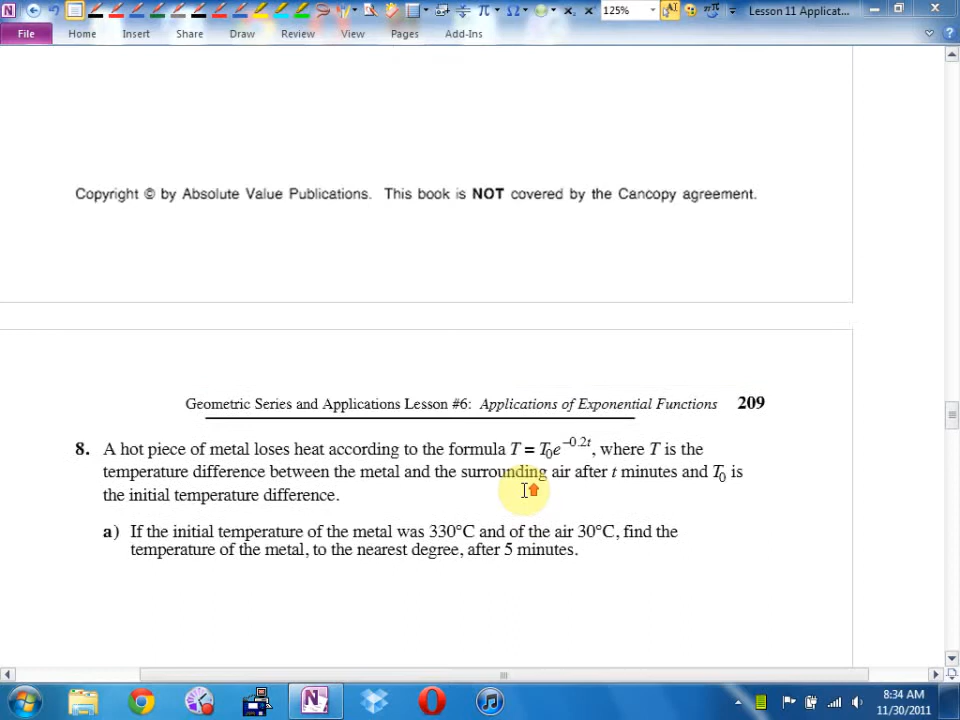 125% Lesson 11 Applicat...
File Home Insert Share Draw Review View Pages Add-Ins
Copyright © by Absolute Value Publications. This book is NOT covered by the Cancopy agreement.
Geometric Series and Applications Lesson #6: Applications of Exponential Functions 209
8. A hot piece of metal loses heat according to the formula T = T₀e⁻⁰·²ᵗ, where T is the
temperature difference between the metal and the surrounding air after t minutes and T₀ is
the initial temperature difference.
a) If the initial temperature of the metal was 330°C and of the air 30°C, find the
temperature of the metal, to the nearest degree, after 5 minutes.
8:34 AM
11/30/2011